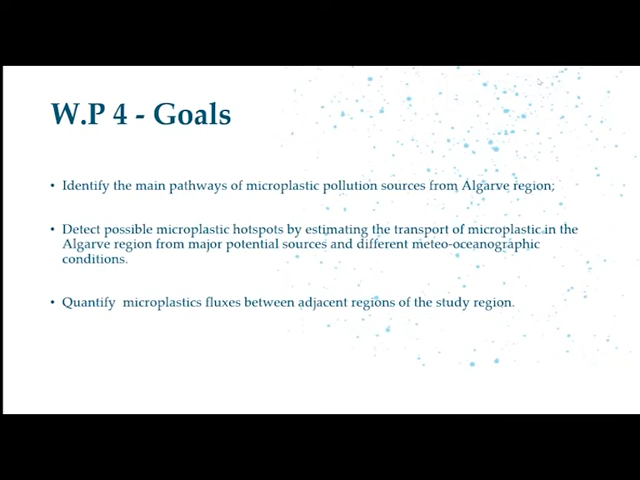 W.P 4 - Goals
• Identify the main pathways of microplastic pollution sources from Algarve region;
• Detect possible microplastic hotspots by estimating the transport of microplastic in the
Algarve region from major potential sources and different meteo-oceanographic
conditions.
• Quantify microplastics fluxes between adjacent regions of the study region.